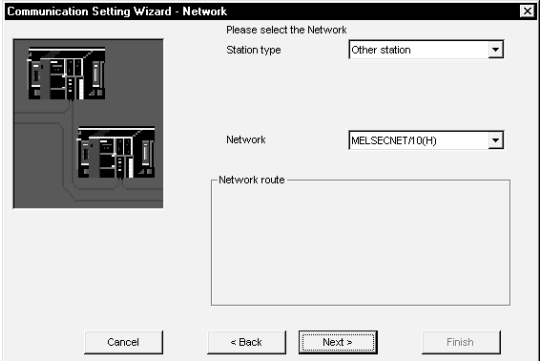 Communication Setting Wizard - Network
Please select the Network
Station type
Other station
Network
MELSECNET/10(H)
Network route
Cancel
< Back
Next >
Finish